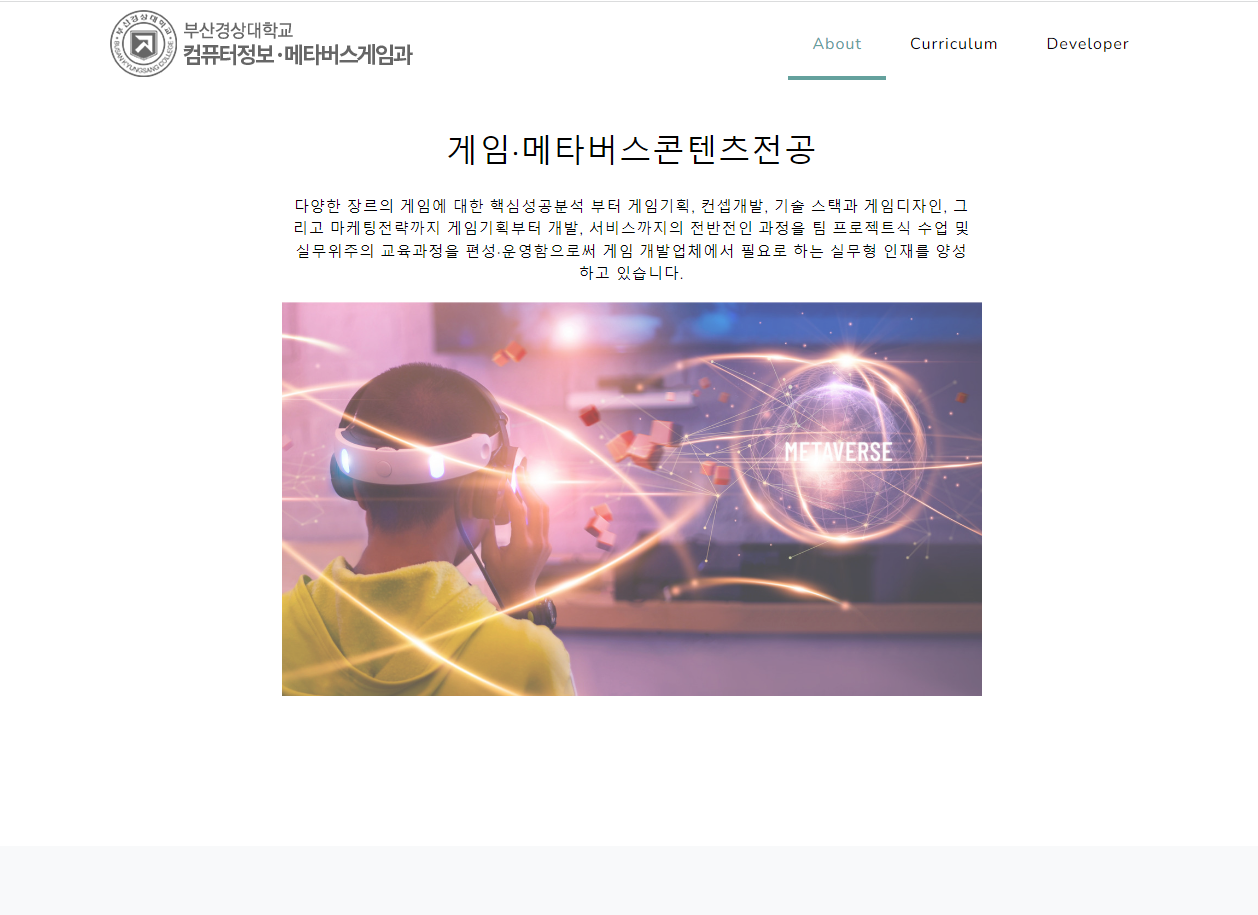 부산경상대학교
컴퓨터정보·메타버스게임과
BUSAN KYUNGSANG COLLEGE
About
Curriculum
Developer
게임·메타버스콘텐츠전공
다양한 장르의 게임에 대한 핵심성공분석 부터 게임기획, 컨셉개발, 기술 스택과 게임디자인, 그
리고 마케팅전략까지 게임기획부터 개발, 서비스까지의 전반전인 과정을 팀 프로젝트식 수업 및
실무위주의 교육과정을 편성·운영함으로써 게임 개발업체에서 필요로 하는 실무형 인재를 양성
하고 있습니다.
METAVERSE